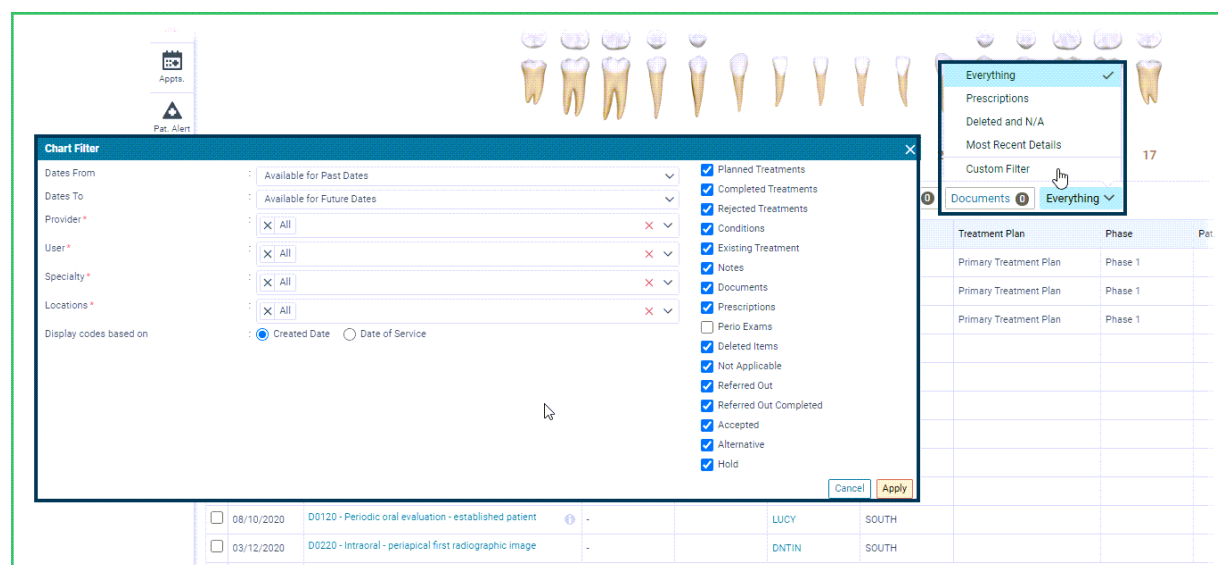 Appts.
Pat. Alert
Everything
Prescriptions
Deleted and N/A
Most Recent Details
Custom Filter
17
0
Documents 0
Everything
Chart Filter
Dates From : Available for Past Dates
Dates To : Available for Future Dates
Provider * : All
User * : All
Specialty * : All
Locations * : All
Display codes based on : Created Date Date of Service
Planned Treatments
Completed Treatments
Rejected Treatments
Conditions
Existing Treatment
Notes
Documents
Prescriptions
Perio Exams
Deleted Items
Not Applicable
Referred Out
Referred Out Completed
Accepted
Alternative
Hold
Cancel Apply
Treatment Plan Phase Pat.
Primary Treatment Plan Phase 1
Primary Treatment Plan Phase 1
Primary Treatment Plan Phase 1
08/10/2020 D0120 - Periodic oral evaluation - established patient - LUCY SOUTH
03/12/2020 D0220 - Intraoral - periapical first radiographic image - DNTIN SOUTH